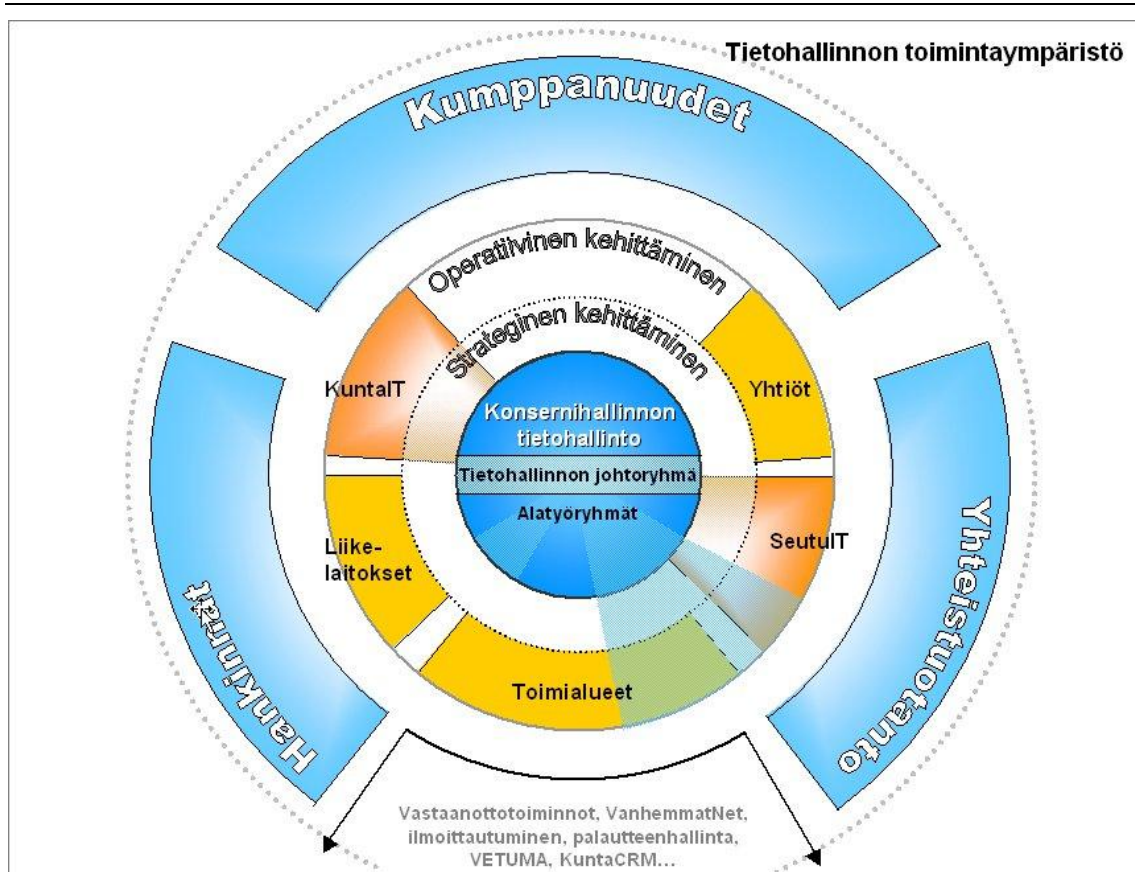 Tietohallinnon toimintaympäristö
Kumppanuudet
Operatiivinen kehittäminen
Strateginen kehittäminen
KuntaIT
Yhtiöt
Konsernihallinnon
tietohallinto
Tietohallinnon johtoryhmä
Alatyöryhmät
Liike-
laitokset
SeutuIT
Toimialueet
Hankinnat
Yhteistuotanto
Vastaanottotoiminnot, VanhemmatNet,
ilmoittautuminen, palautteenhallinta,
VETUMA, KuntaCRM...